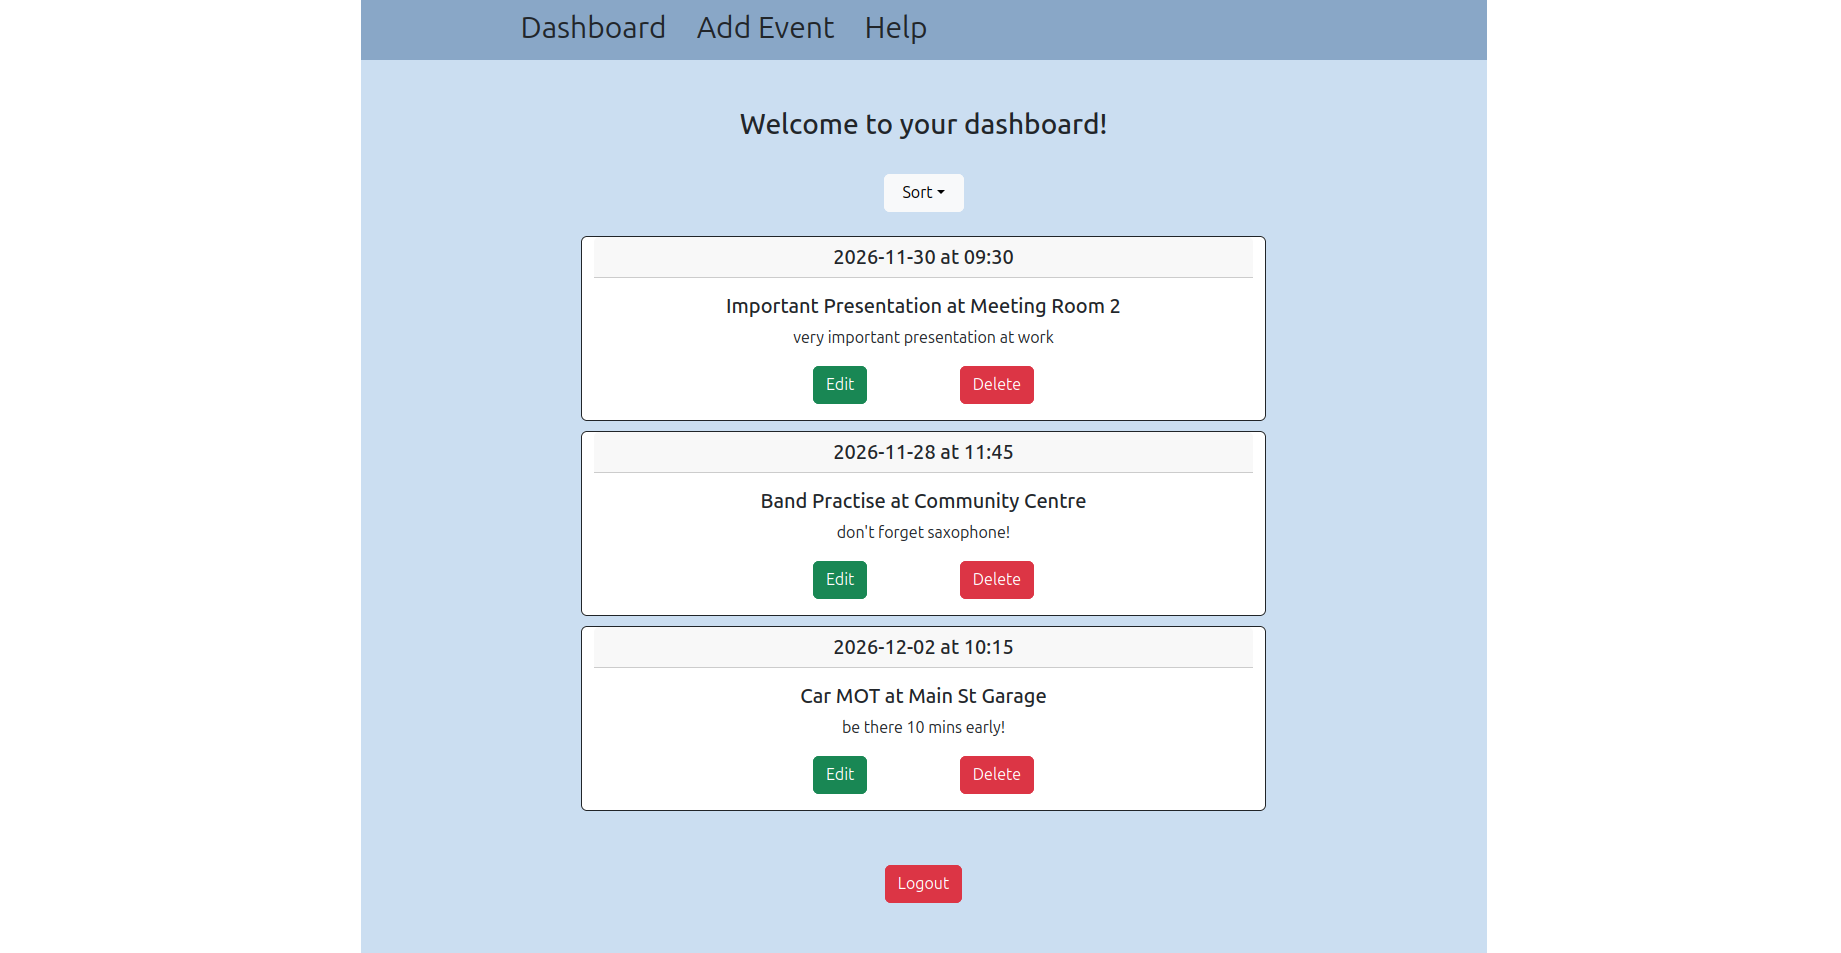 Dashboard Add Event Help
Welcome to your dashboard!
Sort
2026-11-30 at 09:30
Important Presentation at Meeting Room 2
very important presentation at work
Edit Delete
2026-11-28 at 11:45
Band Practise at Community Centre
don't forget saxophone!
Edit Delete
2026-12-02 at 10:15
Car MOT at Main St Garage
be there 10 mins early!
Edit Delete
Logout